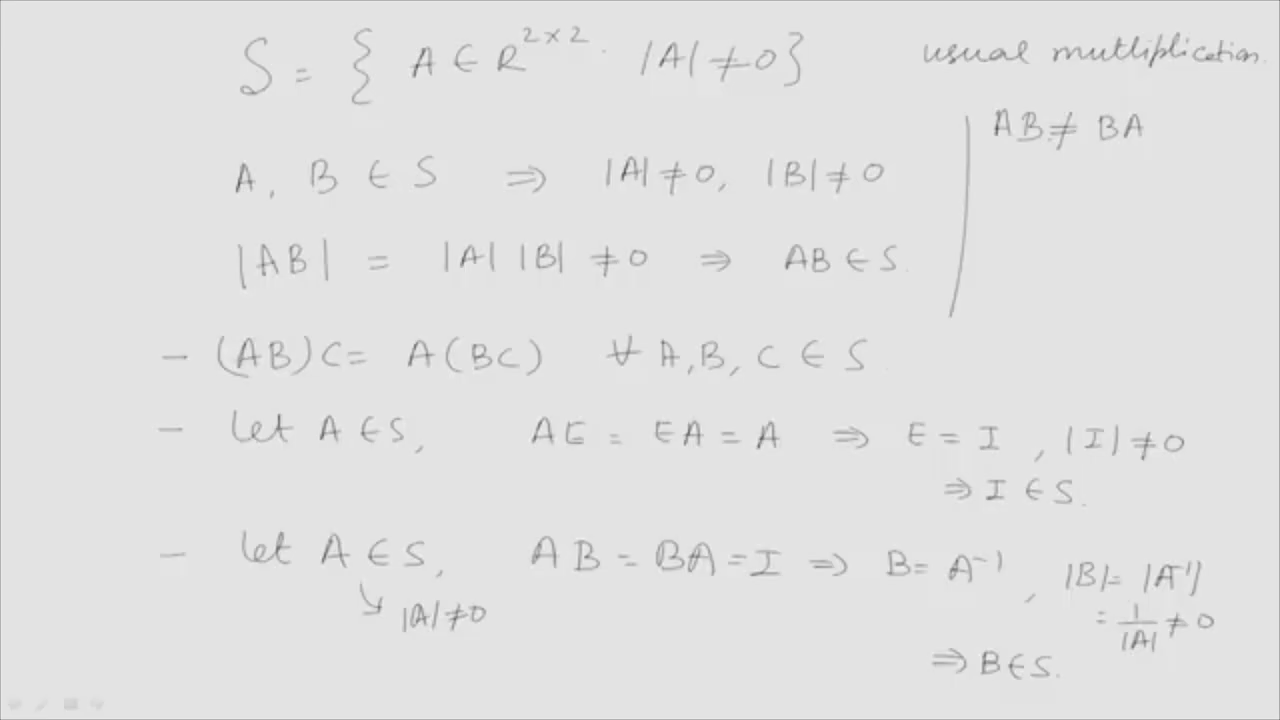 S = { A ∈ R^{2×2} . |A| ≠ 0} usual mutliplication.
AB ≠ BA
A, B ∈ S ⇒ |A| ≠ 0, |B| ≠ 0
|AB| = |A| |B| ≠ 0 ⇒ AB ∈ S.
- (AB)C = A(BC) ∀ A, B, C ∈ S
- let A ∈ S, AE = EA = A ⇒ E = I , |I| ≠ 0
⇒ I ∈ S.
- let A ∈ S, AB = BA = I ⇒ B = A^{-1} , |B| = |A^{-1}|
↘ |A| ≠ 0 = 1/|A| ≠ 0
⇒ B ∈ S.